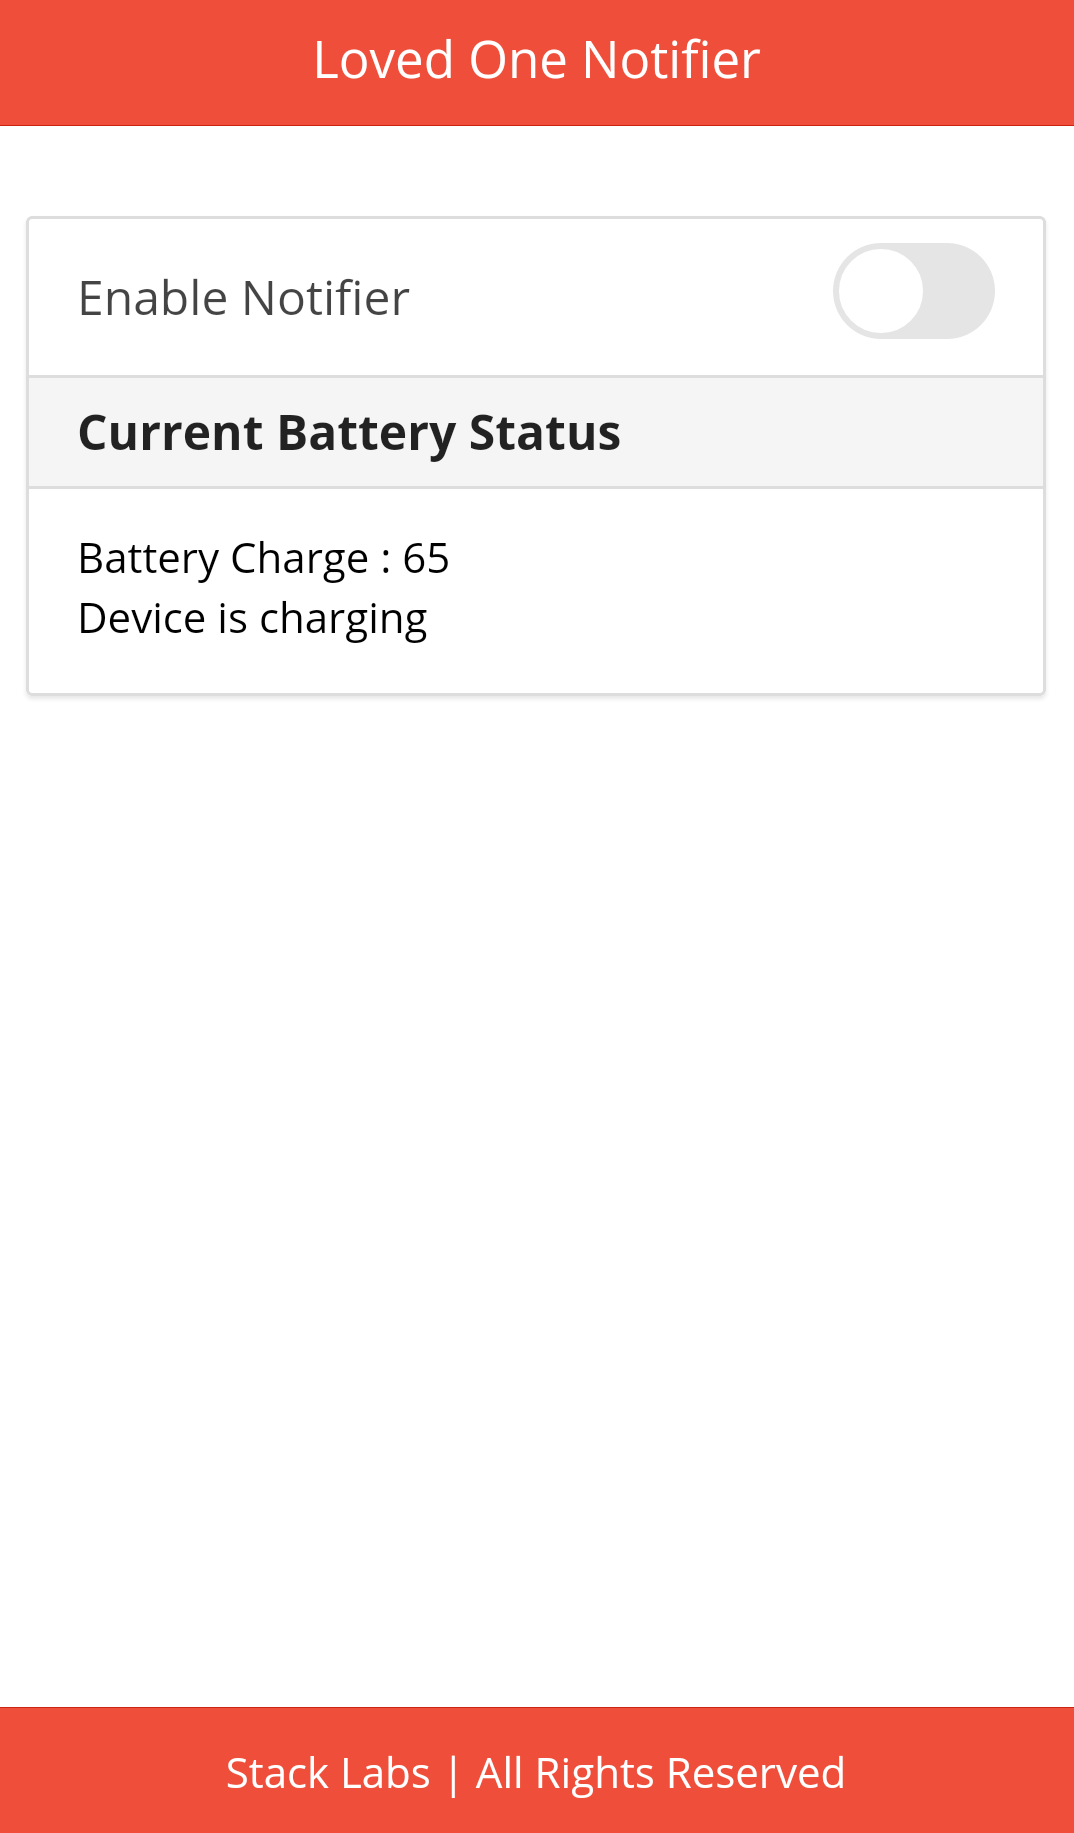 Loved One Notifier
Enable Notifier
Current Battery Status
Battery Charge : 65
Device is charging
Stack Labs | All Rights Reserved